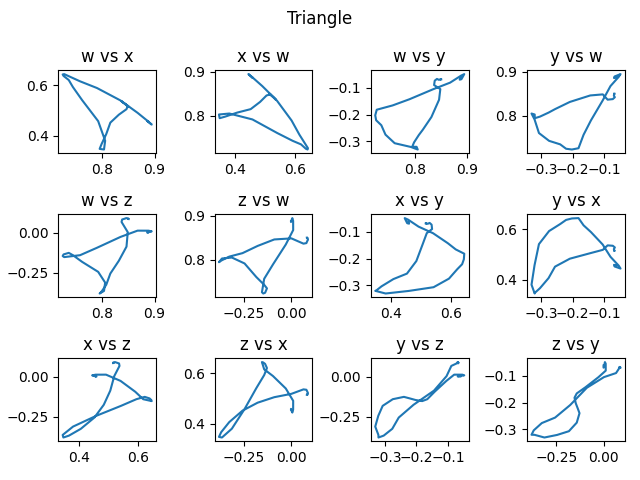 Triangle
w vs x x vs w w vs y y vs w
0.6 0.4 0.8 0.9
0.9 0.8 0.4 0.6
−0.1 −0.2 −0.3 0.8 0.9
0.9 0.8 −0.3 −0.2 −0.1
w vs z z vs w x vs y y vs x
0.00 −0.25 0.8 0.9
0.9 0.8 −0.25 0.00
−0.1 −0.2 −0.3 0.4 0.6
0.6 0.4 −0.3 −0.2 −0.1
x vs z z vs x y vs z z vs y
0.00 −0.25 0.4 0.6
0.6 0.4 −0.25 0.00
0.00 −0.25 −0.3 −0.2 −0.1
−0.1 −0.2 −0.3 −0.25 0.00